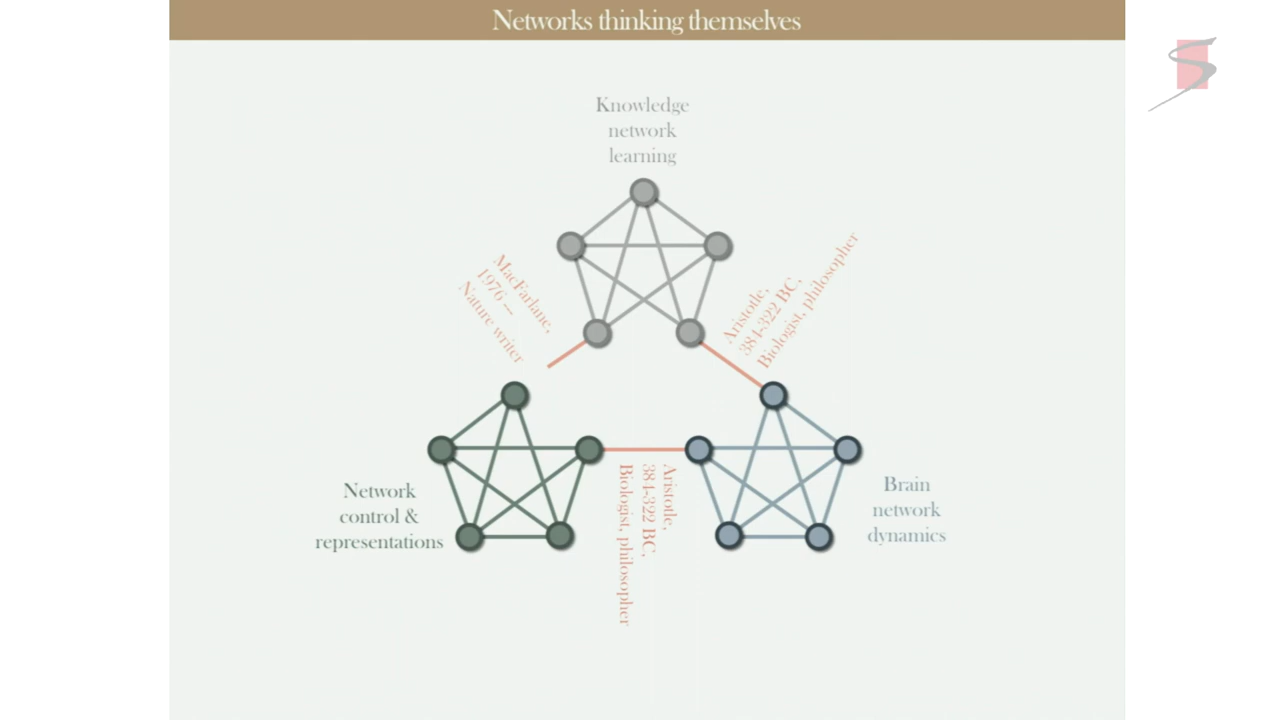 Networks thinking themselves
Knowledge
network
learning
MacFarlane,
1976 —
Nature writer
Aristotle,
384-322 BC,
Biologist, philosopher
Network
control &
representations
Aristotle,
384-322 BC,
Biologist, philosopher
Brain
network
dynamics